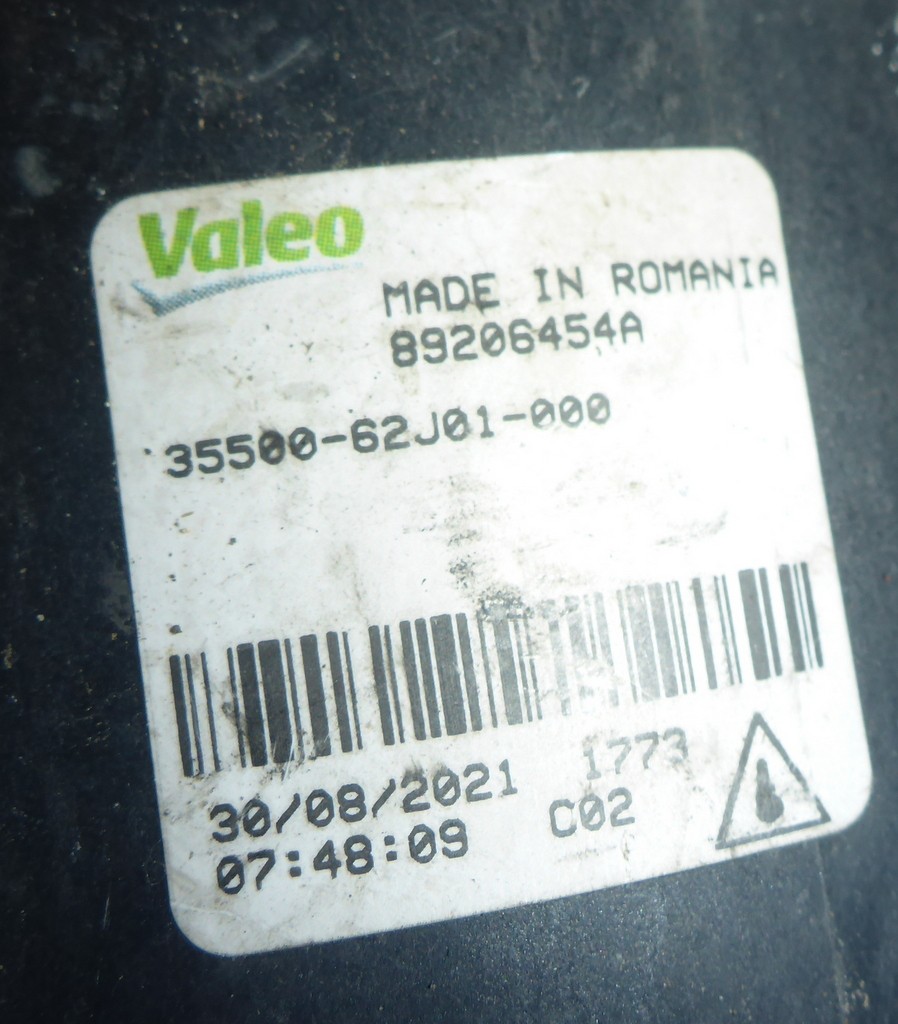 Valeo
MADE IN ROMANIA
89206454A
35500-62J01-000
30/08/2021 1773
07:48:09 C02